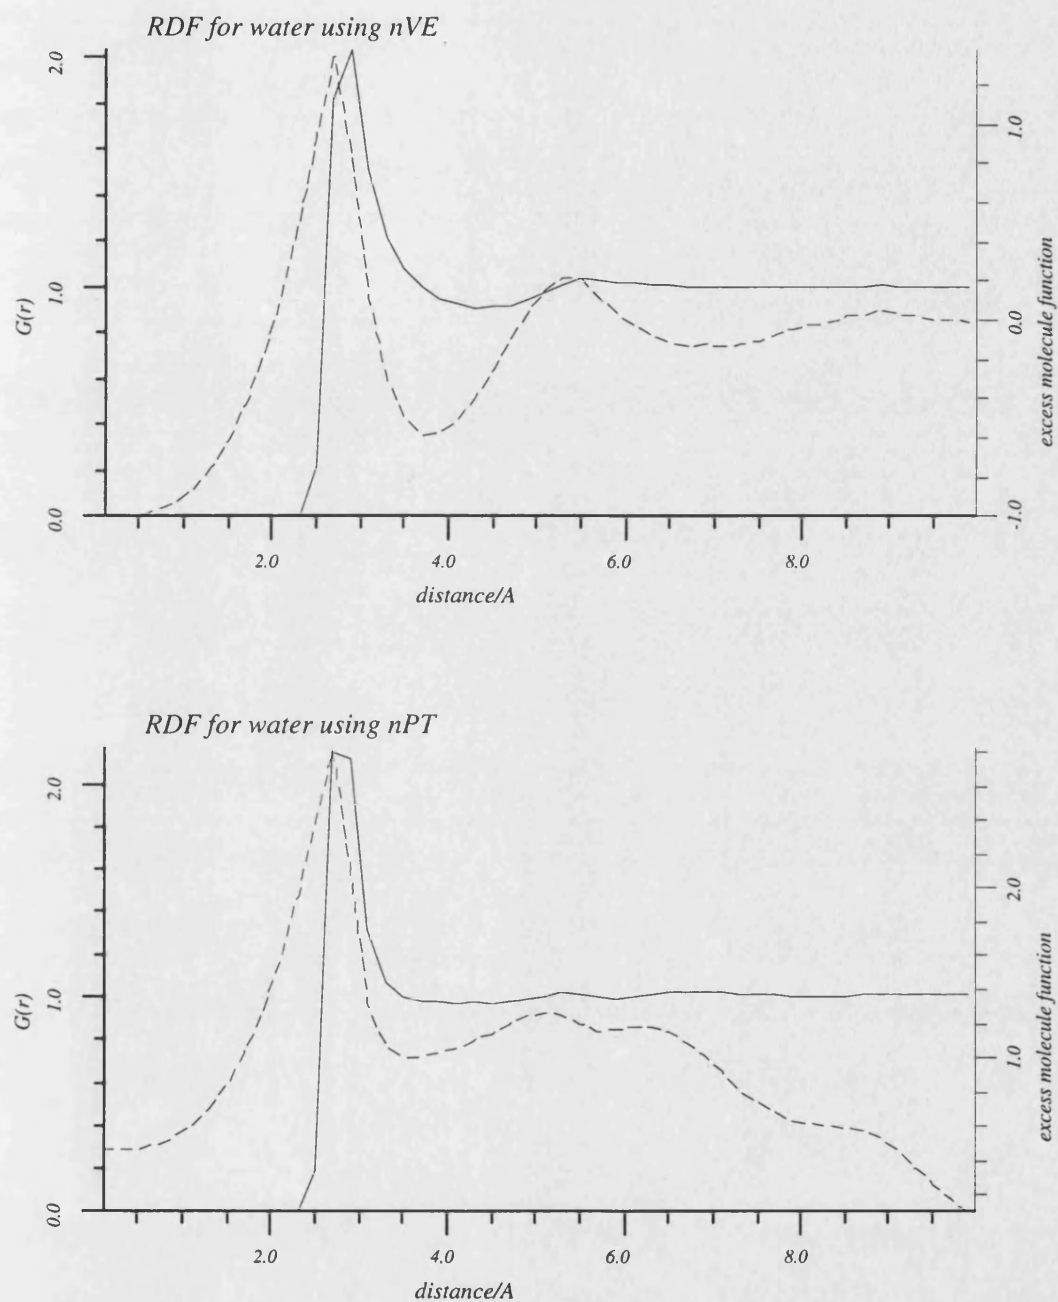 RDF for water using nVE
2.0
1.0
0.0
G(r)
1.0
0.0
-1.0
excess molecule function
2.0 4.0 6.0 8.0
distance/A
RDF for water using nPT
2.0
1.0
0.0
G(r)
2.0
1.0
excess molecule function
2.0 4.0 6.0 8.0
distance/A